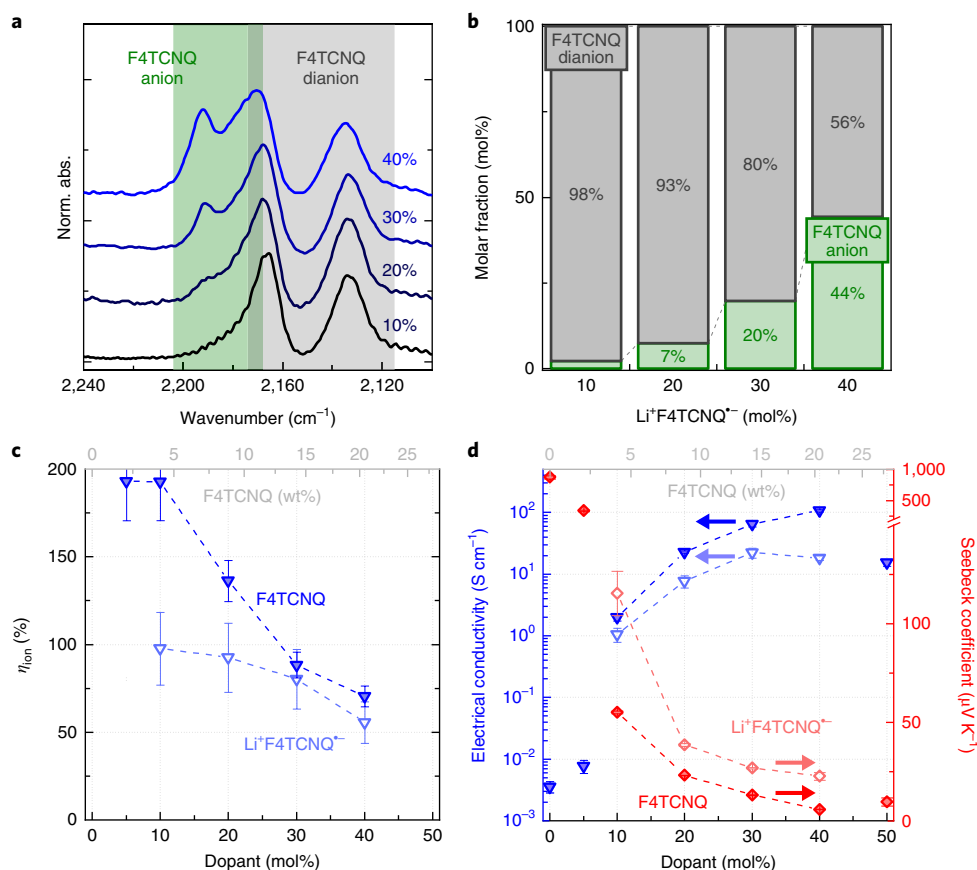 a
F4TCNQ
anion
F4TCNQ
dianion
40%
30%
20%
10%
Norm. abs.
2,240
2,200
2,160
2,120
Wavenumber (cm⁻¹)
b
100
50
0
Molar fraction (mol%)
F4TCNQ
dianion
98%
93%
80%
56%
F4TCNQ
anion
7%
20%
44%
10
20
30
40
Li⁺F4TCNQ•⁻ (mol%)
c
0 5 10 15 20 25
F4TCNQ (wt%)
200
150
100
50
0
η_ion (%)
F4TCNQ
Li⁺F4TCNQ•⁻
0 10 20 30 40 50
Dopant (mol%)
d
0 5 10 15 20 25
F4TCNQ (wt%)
10²
10¹
10⁰
10⁻¹
10⁻²
10⁻³
Electrical conductivity (S cm⁻¹)
1,000
500
100
50
0
Seebeck coefficient (μV K⁻¹)
Li⁺F4TCNQ•⁻
F4TCNQ
0 10 20 30 40 50
Dopant (mol%)